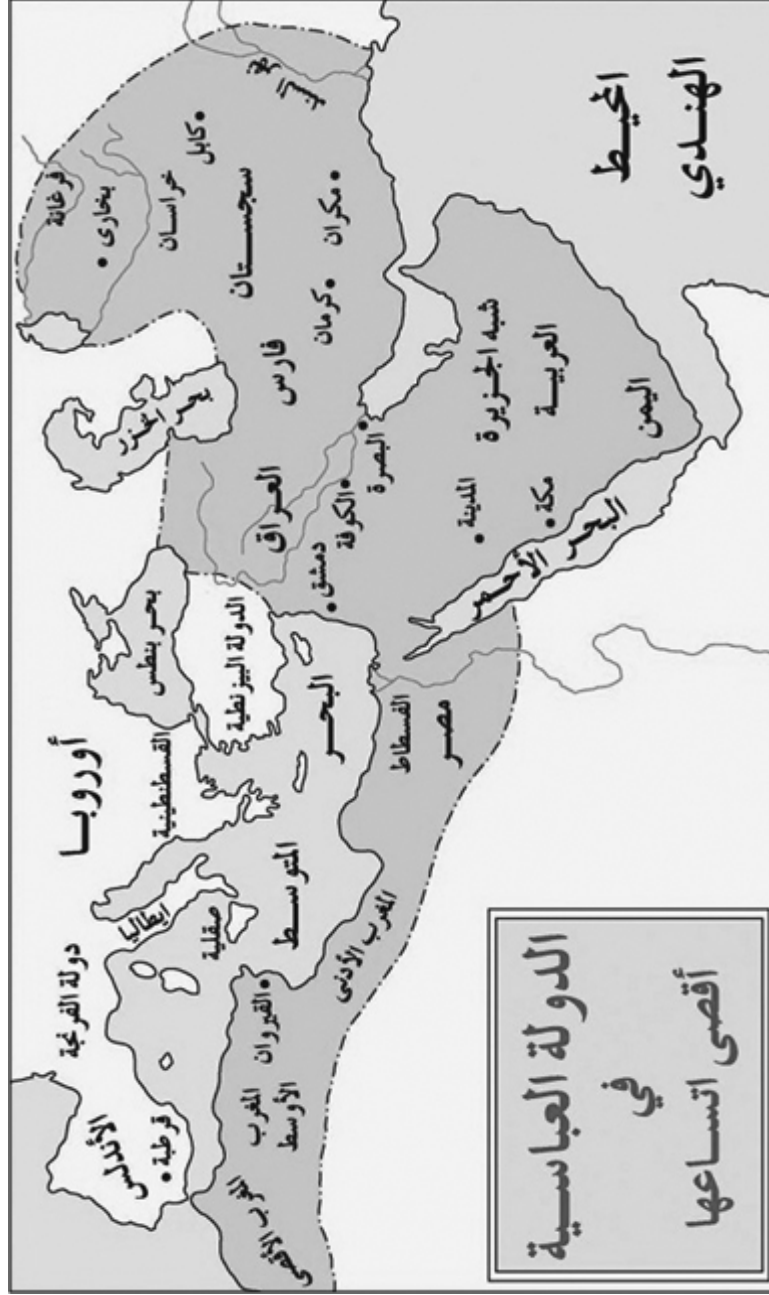 الدولة العباسية
في
أقصى اتساعها
أوروبا
دولة الفرنجة
الأندلس
قرطبة
إيطاليا
صقلية
القسطنطينية
بحر بنطس
الدولة البيزنطية
بحر الخزر
البحر
المتوسط
فرغانة
بخارى
خراسان
كابل
سجستان
مكران
كرمان
فارس
العراق
البصرة
الكوفة
دمشق
شبه الجزيرة
العربية
المدينة
مكة
اليمن
البحر الأحمر
المحيط
الهندي
مصر
الفسطاط
المغرب الأدنى
القيروان
المغرب
الأوسط
المغرب الأقصى